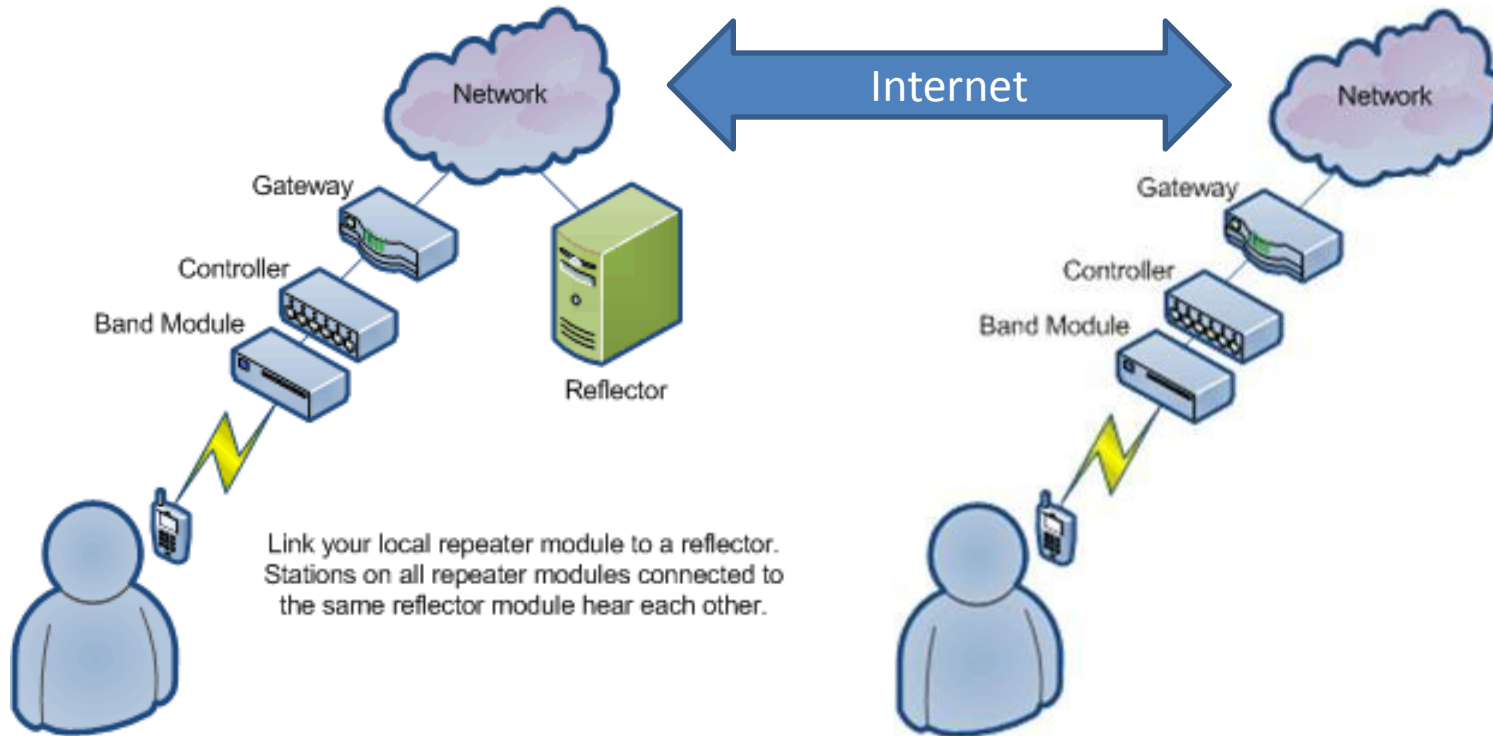 Network
Internet
Network
Gateway
Gateway
Controller
Controller
Band Module
Band Module
Reflector
Link your local repeater module to a reflector.
Stations on all repeater modules connected to
the same reflector module hear each other.